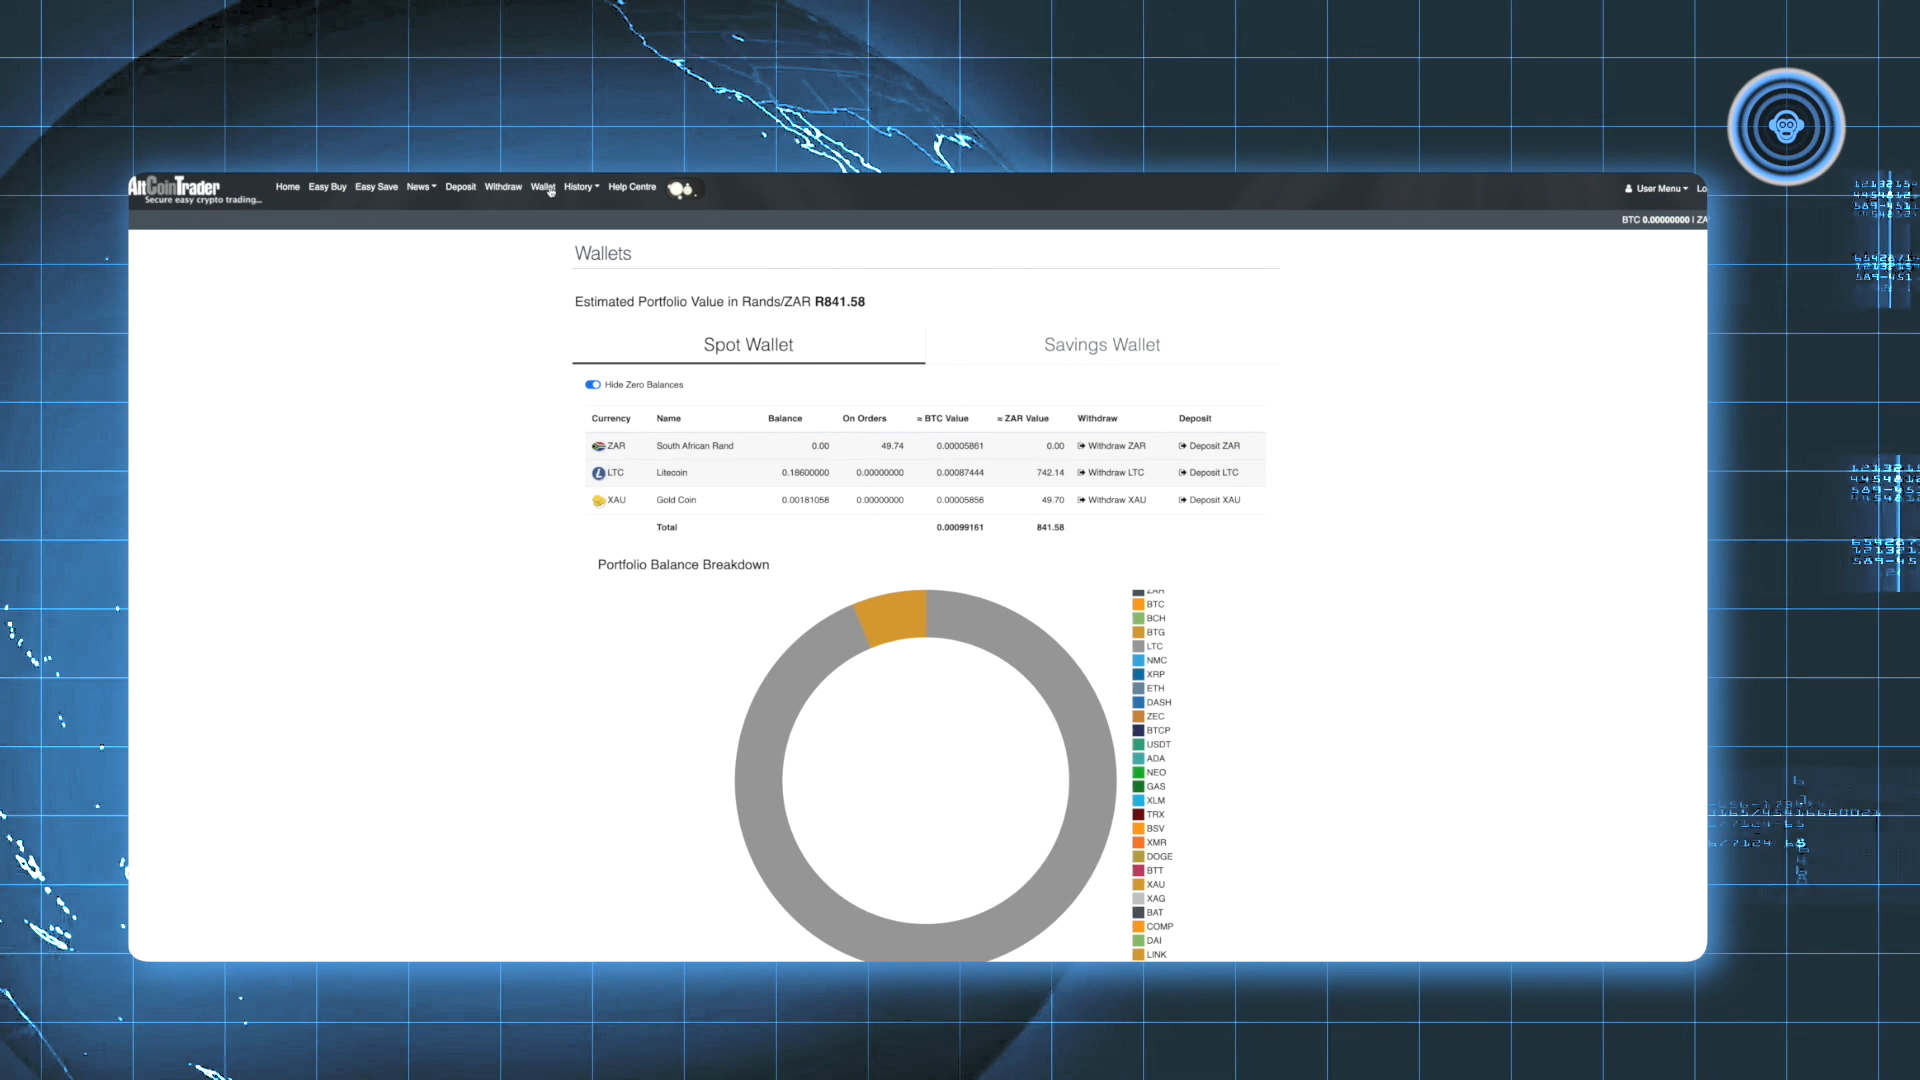 AltCoinTrader
Secure easy crypto trading...
Home Easy Buy Easy Save News Deposit Withdraw Wallet History Help Centre
User Menu Lo
BTC 0.00000000 | ZA
Wallets
Estimated Portfolio Value in Rands/ZAR R841.58
Spot Wallet Savings Wallet
Hide Zero Balances
Currency Name Balance On Orders ≈ BTC Value ≈ ZAR Value Withdraw Deposit
ZAR South African Rand 0.00 49.74 0.00005861 0.00 Withdraw ZAR Deposit ZAR
LTC Litecoin 0.18600000 0.00000000 0.00087444 742.14 Withdraw LTC Deposit LTC
XAU Gold Coin 0.00181058 0.00000000 0.00005856 49.70 Withdraw XAU Deposit XAU
Total 0.00099161 841.58
Portfolio Balance Breakdown
ZAR
BTC
BCH
BTG
LTC
NMC
XRP
ETH
DASH
ZEC
BTCP
USDT
ADA
NEO
GAS
XLM
TRX
BSV
XMR
DOGE
BTT
XAU
XAG
BAT
COMP
DAI
LINK